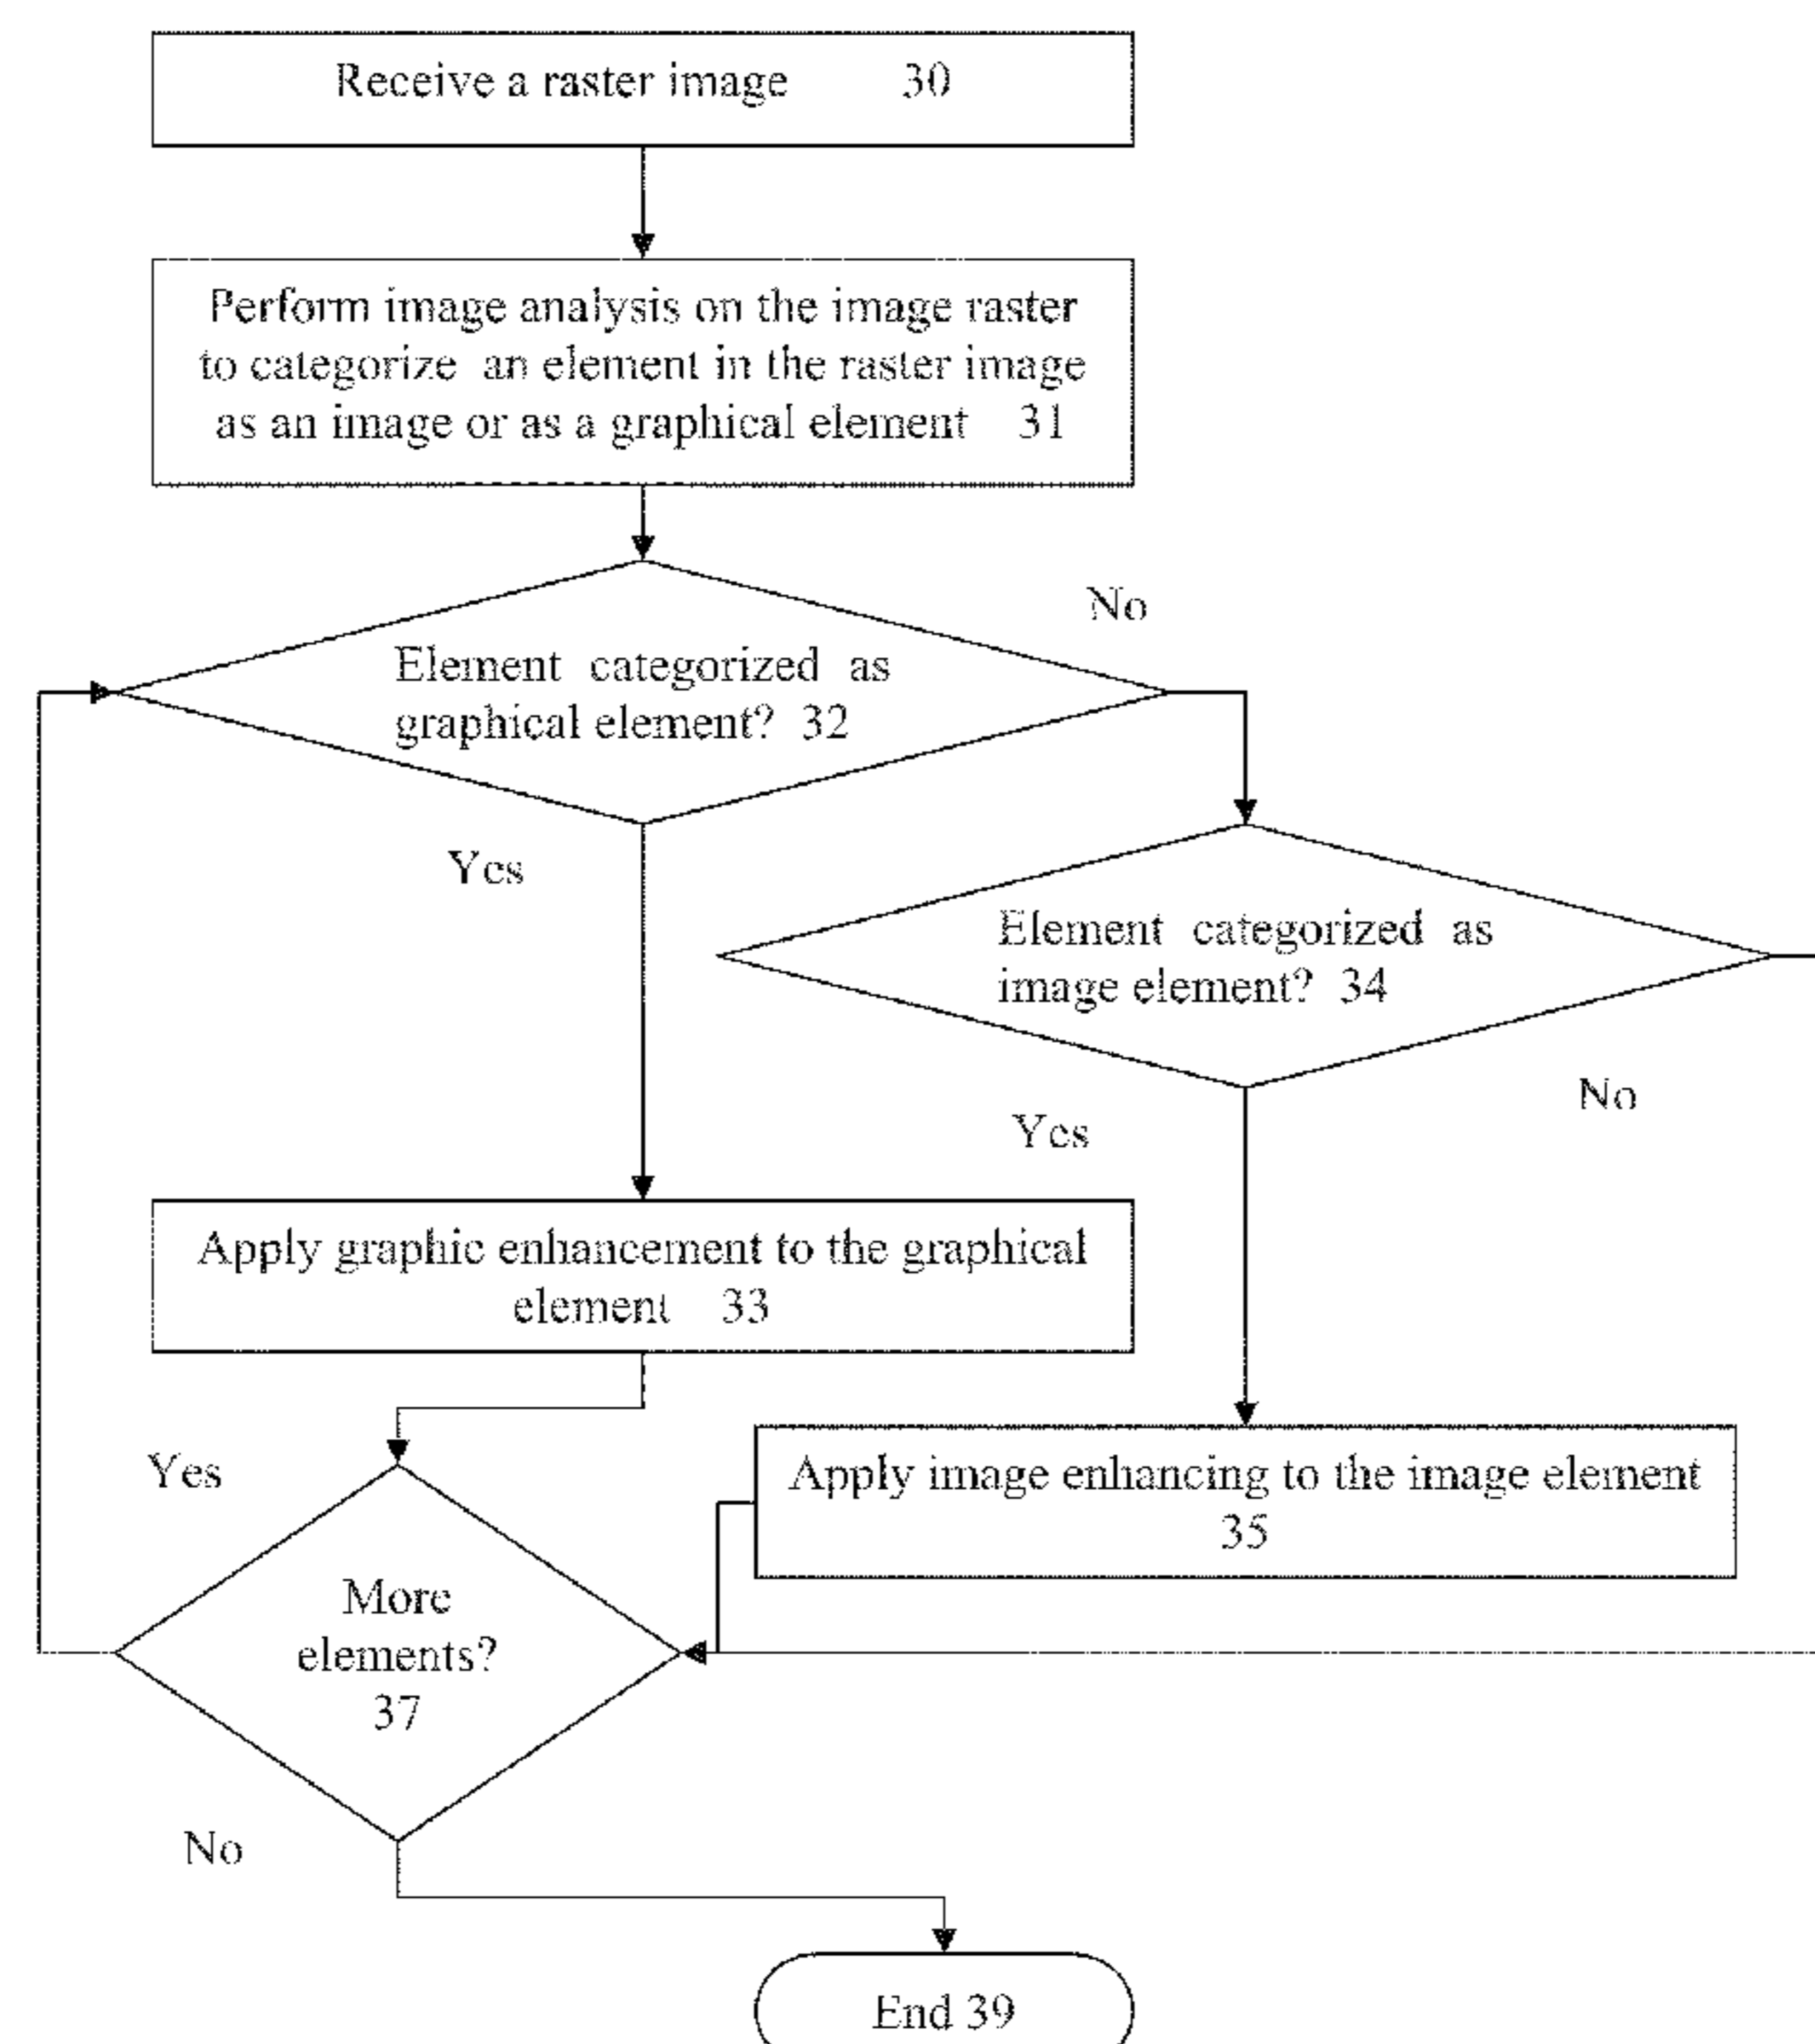 Receive a raster image 30
Perform image analysis on the image raster
to categorize an element in the raster image
as an image or as a graphical element 31
No
Element categorized as
graphical element? 32
Yes
Element categorized as
image element? 34
No
Yes
Apply graphic enhancement to the graphical
element 33
Yes
Apply image enhancing to the image element
35
More
elements?
37
No
End 39